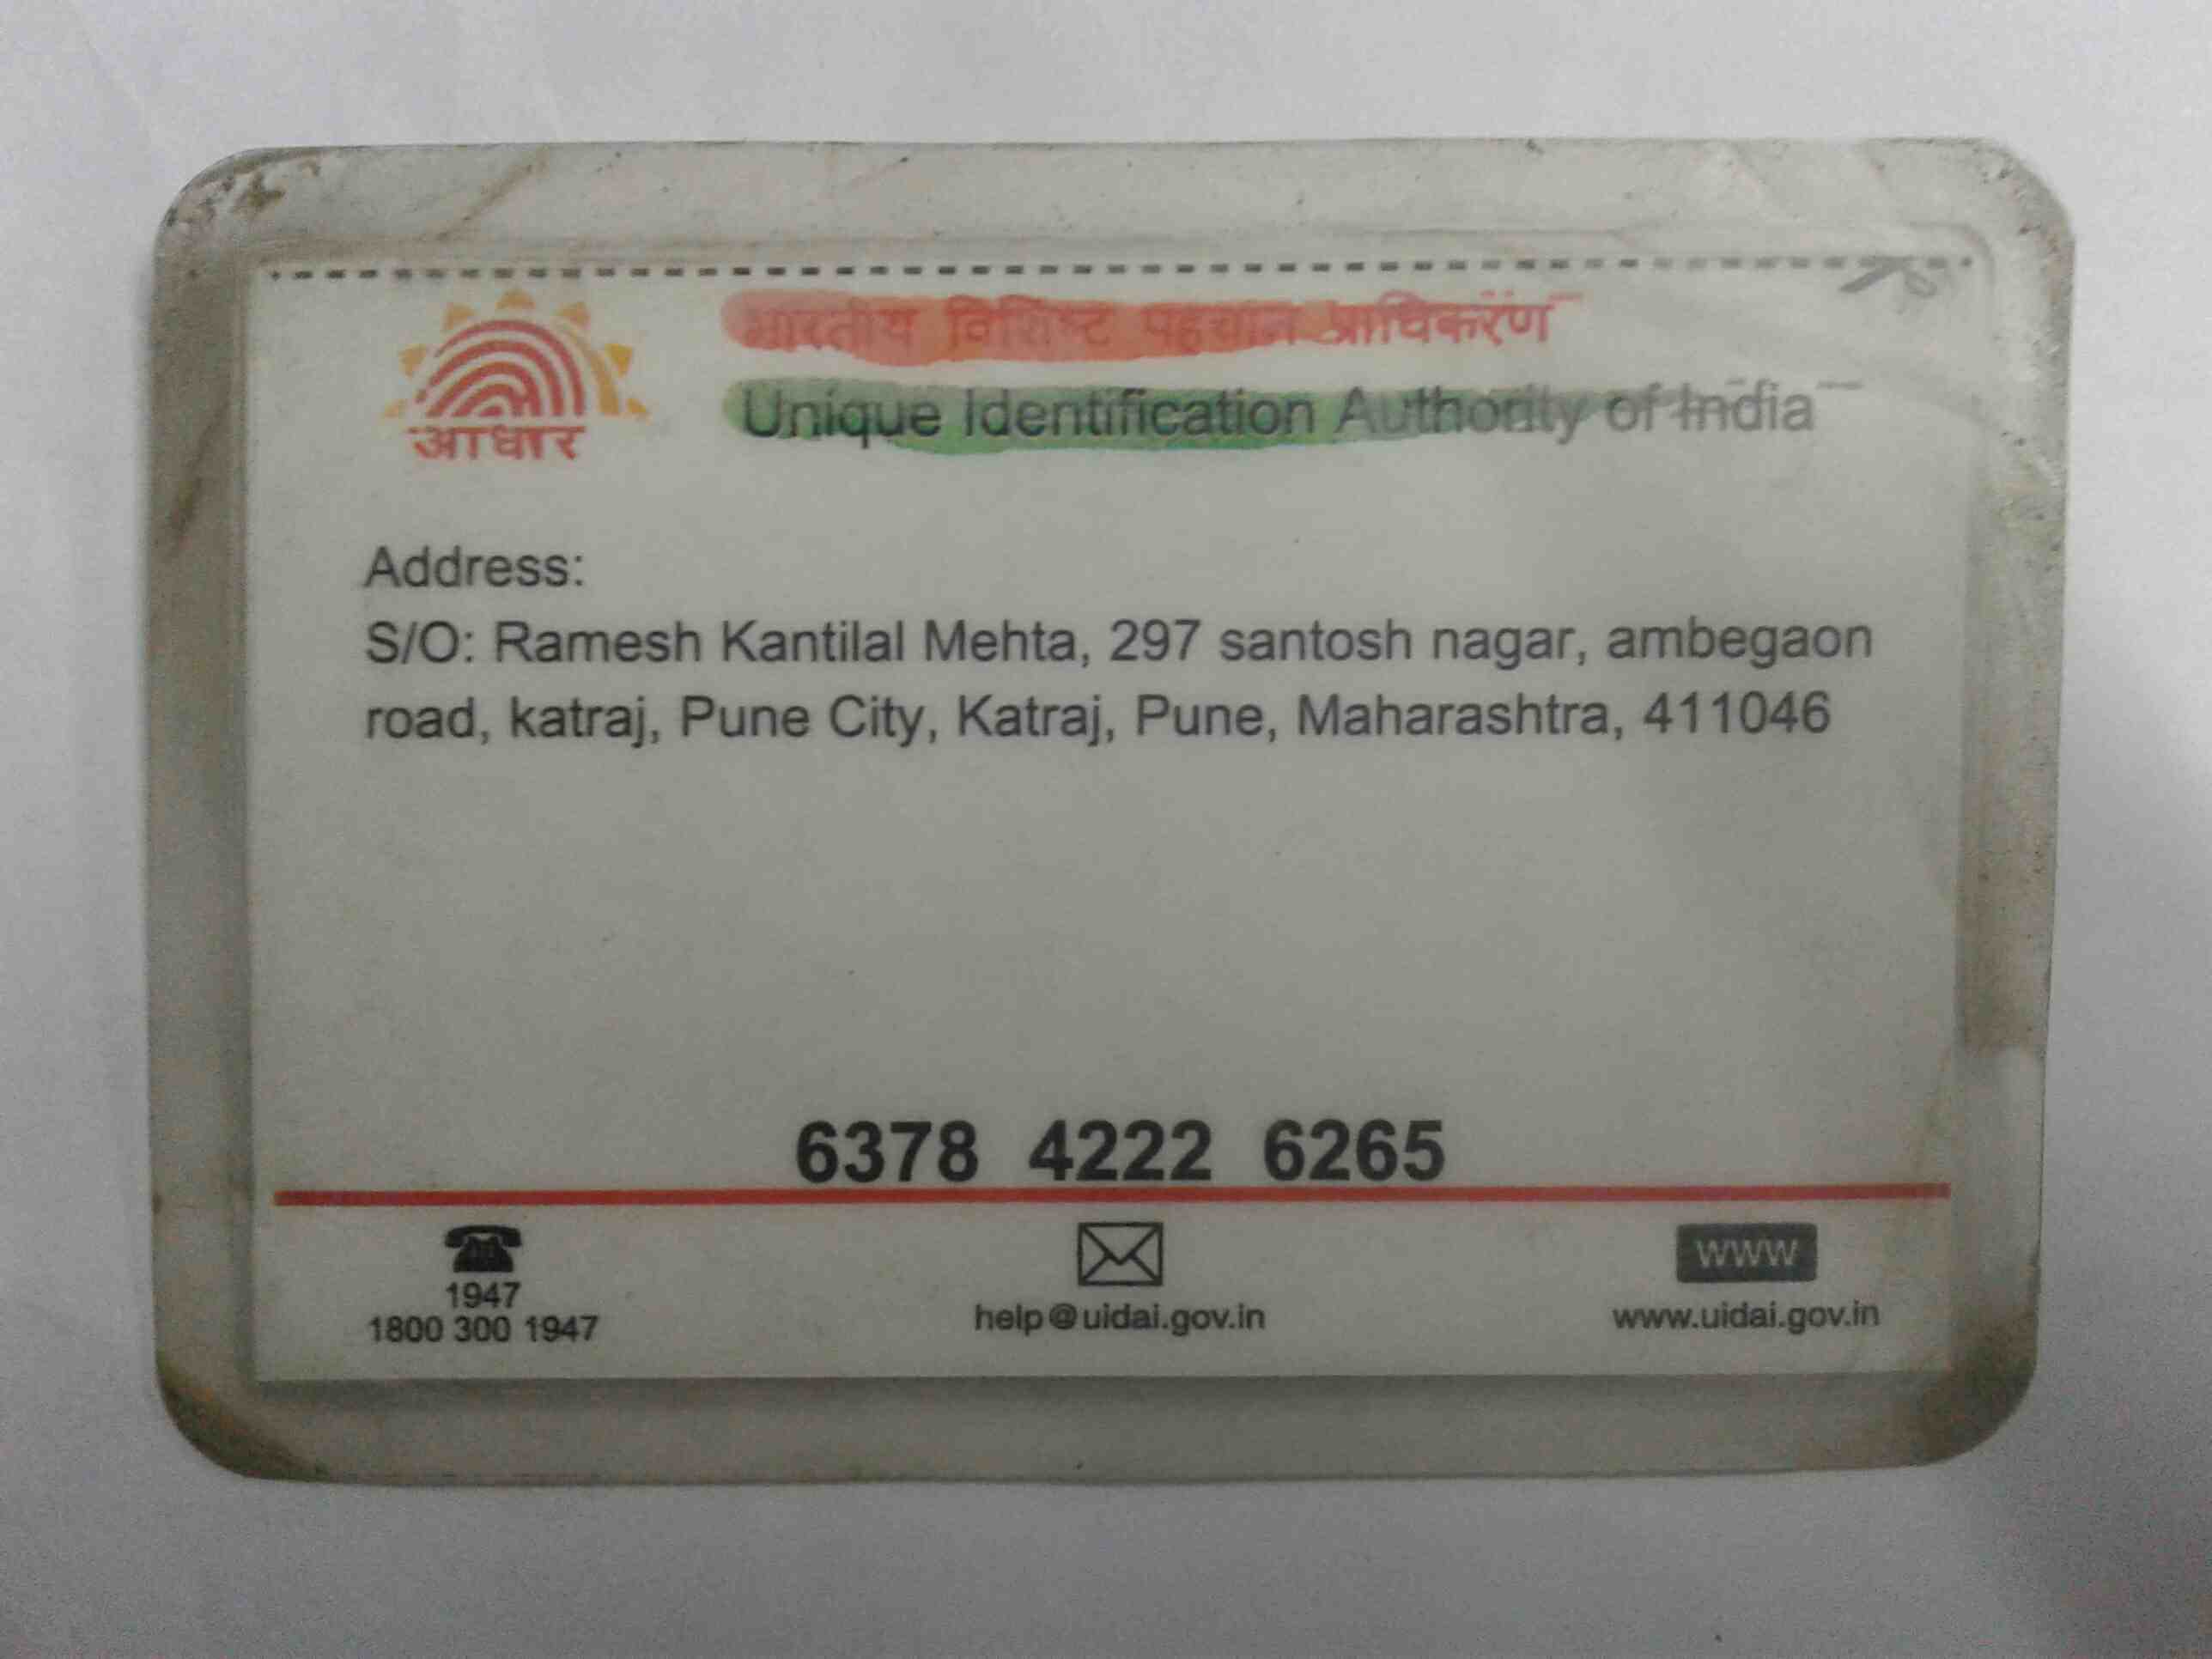 भारतीय विशिष्ट पहचान प्राधिकरण
Unique Identification Authority of India
आधार
Address:
S/O: Ramesh Kantilal Mehta, 297 santosh nagar, ambegaon
road, katraj, Pune City, Katraj, Pune, Maharashtra, 411046
6378 4222 6265
1947
1800 300 1947
help@uidai.gov.in
WWW
www.uidai.gov.in